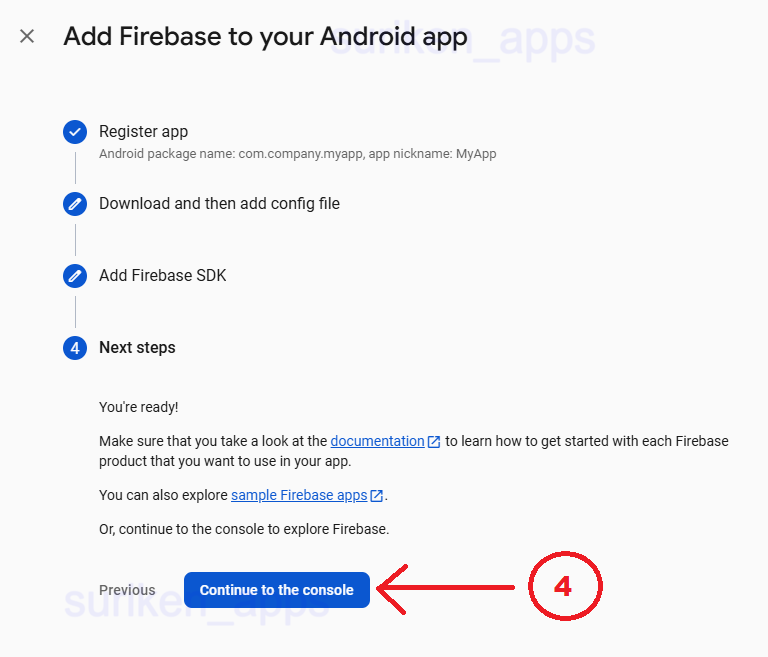 Add Firebase to your Android app
suriken_apps
Register app
Android package name: com.company.myapp, app nickname: MyApp
Download and then add config file
Add Firebase SDK
4 Next steps
You're ready!
Make sure that you take a look at the documentation to learn how to get started with each Firebase
product that you want to use in your app.
You can also explore sample Firebase apps.
Or, continue to the console to explore Firebase.
Previous Continue to the console 4
suriken_apps